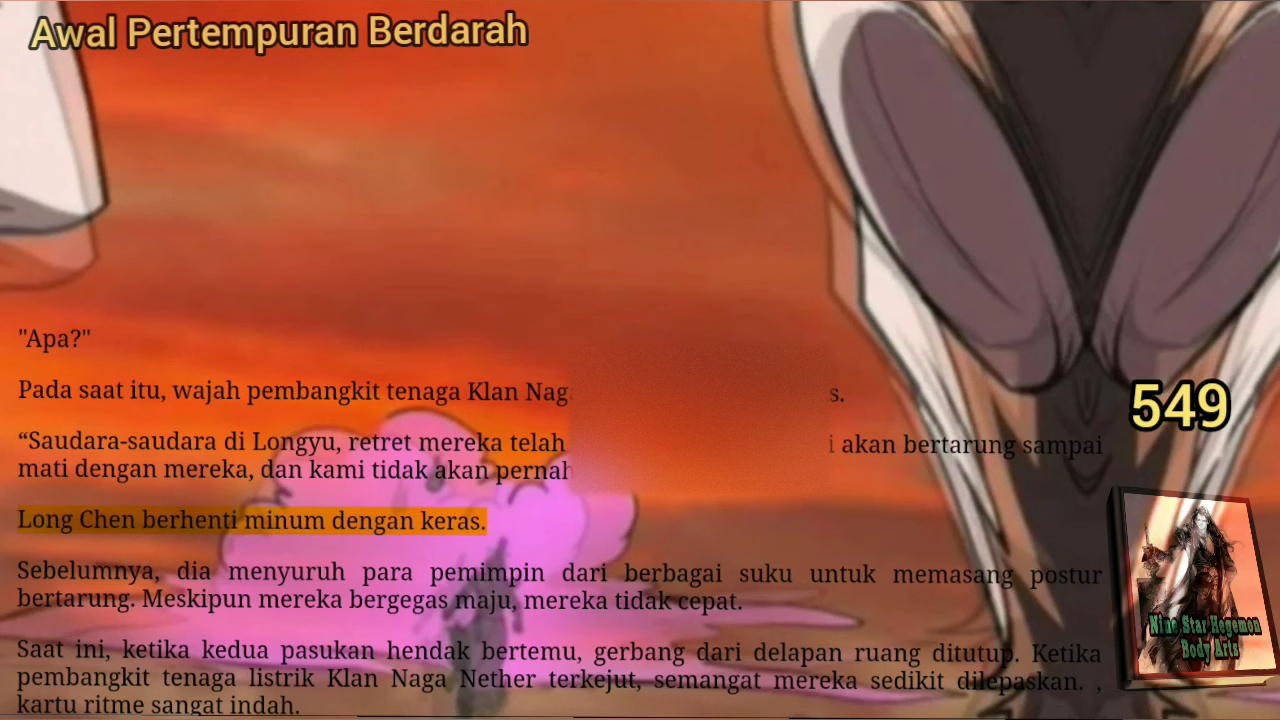 Awal Pertempuran Berdarah
"Apa?"
Pada saat itu, wajah pembangkit tenaga Klan Nag s.
“Saudara-saudara di Longyu, retret mereka telah i akan bertarung sampai
mati dengan mereka, dan kami tidak akan pernah
549
Long Chen berhenti minum dengan keras.
Sebelumnya, dia menyuruh para pemimpin dari berbagai suku untuk memasang postur
bertarung. Meskipun mereka bergegas maju, mereka tidak cepat.
Saat ini, ketika kedua pasukan hendak bertemu, gerbang dari delapan ruang ditutup. Ketika
pembangkit tenaga listrik Klan Naga Nether terkejut, semangat mereka sedikit dilepaskan. ,
kartu ritme sangat indah.
Nine Star Hegemon
Body Arts